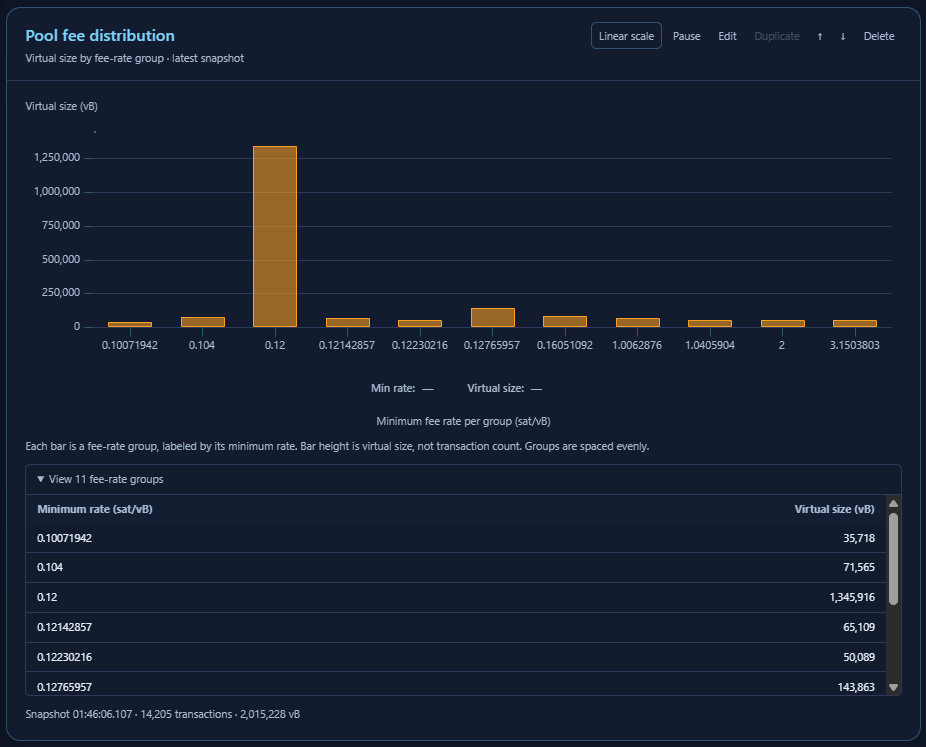 Pool fee distribution
Linear scale Pause Edit Duplicate ↑ ↓ Delete
Virtual size by fee-rate group · latest snapshot
Virtual size (vB)
1,250,000
1,000,000
750,000
500,000
250,000
0
0.10071942 0.104 0.12 0.12142857 0.12230216 0.12765957 0.16051092 1.0062876 1.0405904 2 3.1503803
Min rate: — Virtual size: —
Minimum fee rate per group (sat/vB)
Each bar is a fee-rate group, labeled by its minimum rate. Bar height is virtual size, not transaction count. Groups are spaced evenly.
▼ View 11 fee-rate groups
Minimum rate (sat/vB) Virtual size (vB)
0.10071942 35,718
0.104 71,565
0.12 1,345,916
0.12142857 65,109
0.12230216 50,089
0.12765957 143,863
Snapshot 01:46:06.107 · 14,205 transactions · 2,015,228 vB